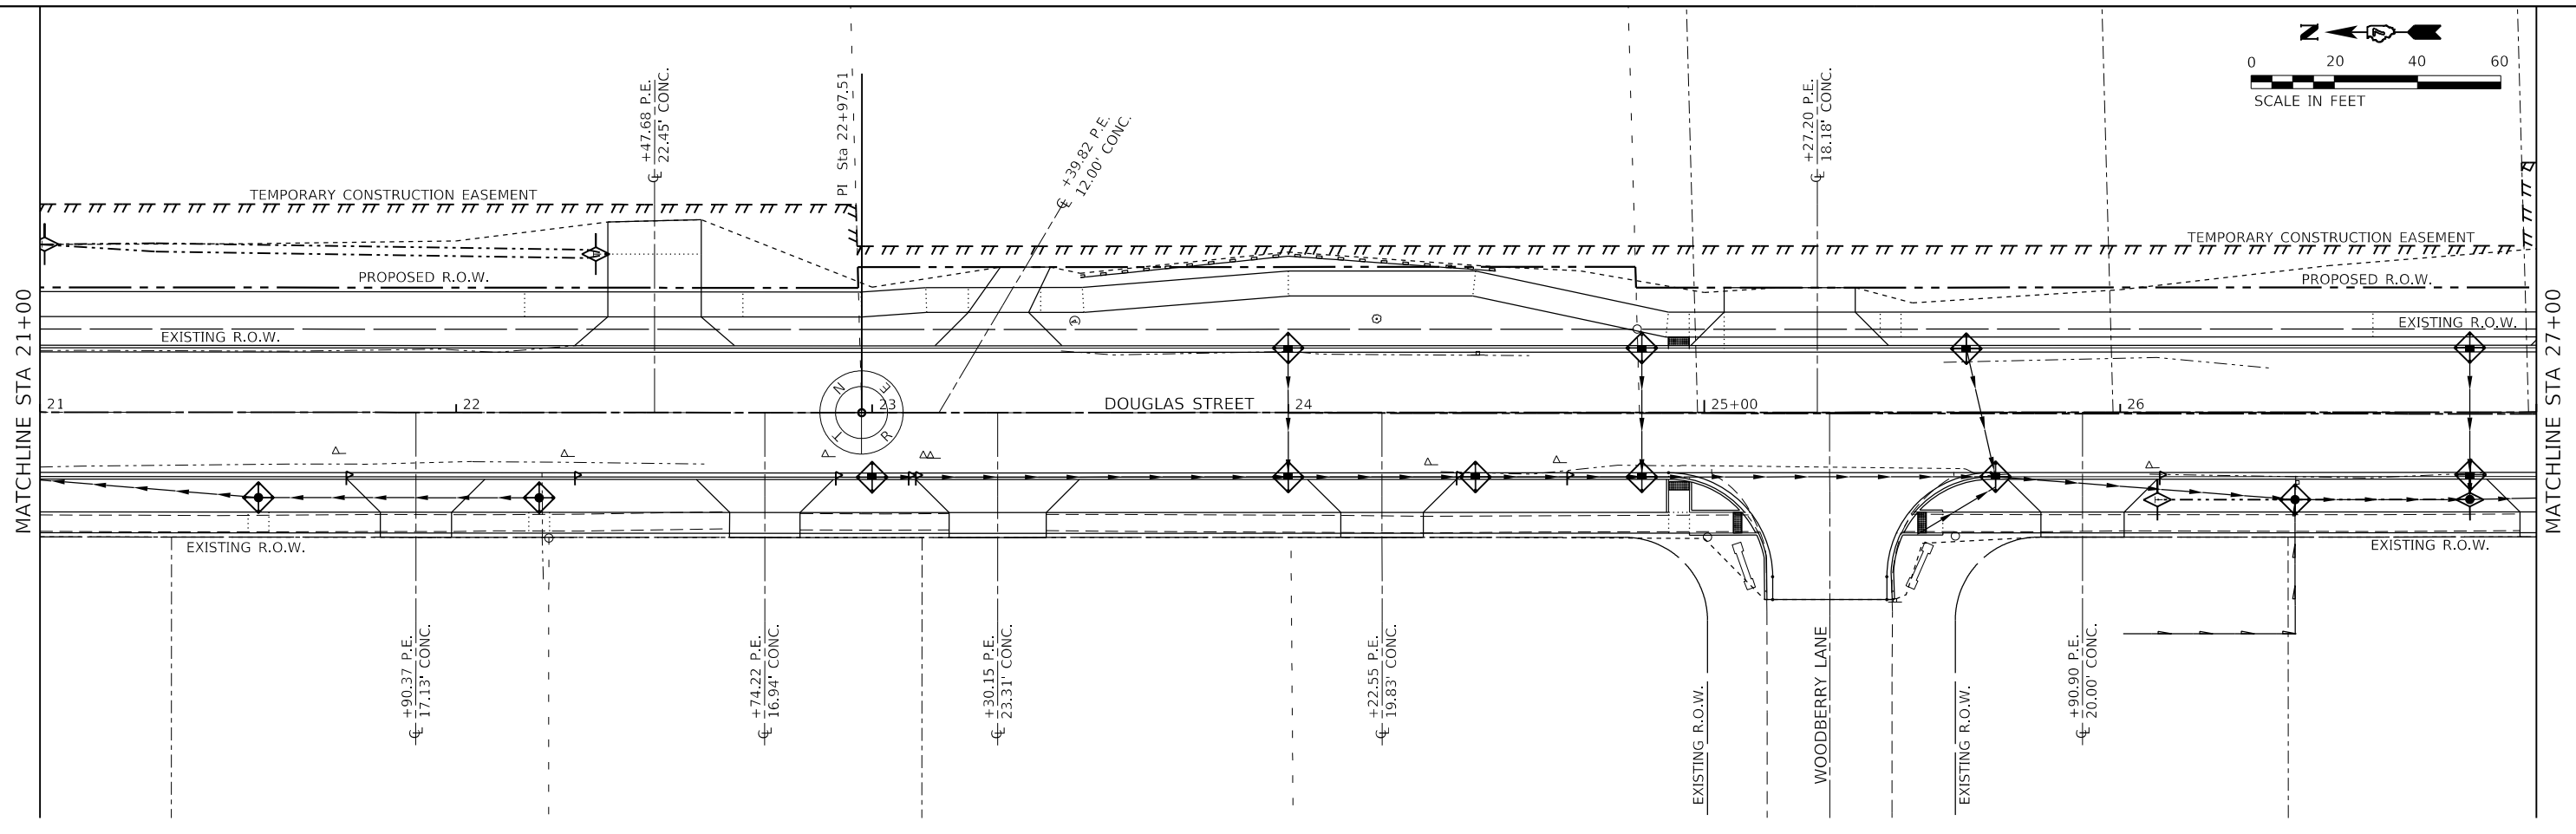 N
0 20 40 60
SCALE IN FEET
+47.68 P.E.
22.45' CONC.
PI Sta 22+97.51
+39.82 P.E.
12.00' CONC.
+27.20 P.E.
18.18' CONC.
TEMPORARY CONSTRUCTION EASEMENT
TEMPORARY CONSTRUCTION EASEMENT
PROPOSED R.O.W.
PROPOSED R.O.W.
EXISTING R.O.W.
EXISTING R.O.W.
MATCHLINE STA 21+00
MATCHLINE STA 27+00
N
E
T
R
21
22
23
DOUGLAS STREET
24
25+00
26
EXISTING R.O.W.
EXISTING R.O.W.
+90.37 P.E.
17.13' CONC.
+74.22 P.E.
16.94' CONC.
+30.15 P.E.
23.31' CONC.
+22.55 P.E.
19.83' CONC.
EXISTING R.O.W.
WOODBERRY LANE
EXISTING R.O.W.
+90.90 P.E.
20.00' CONC.